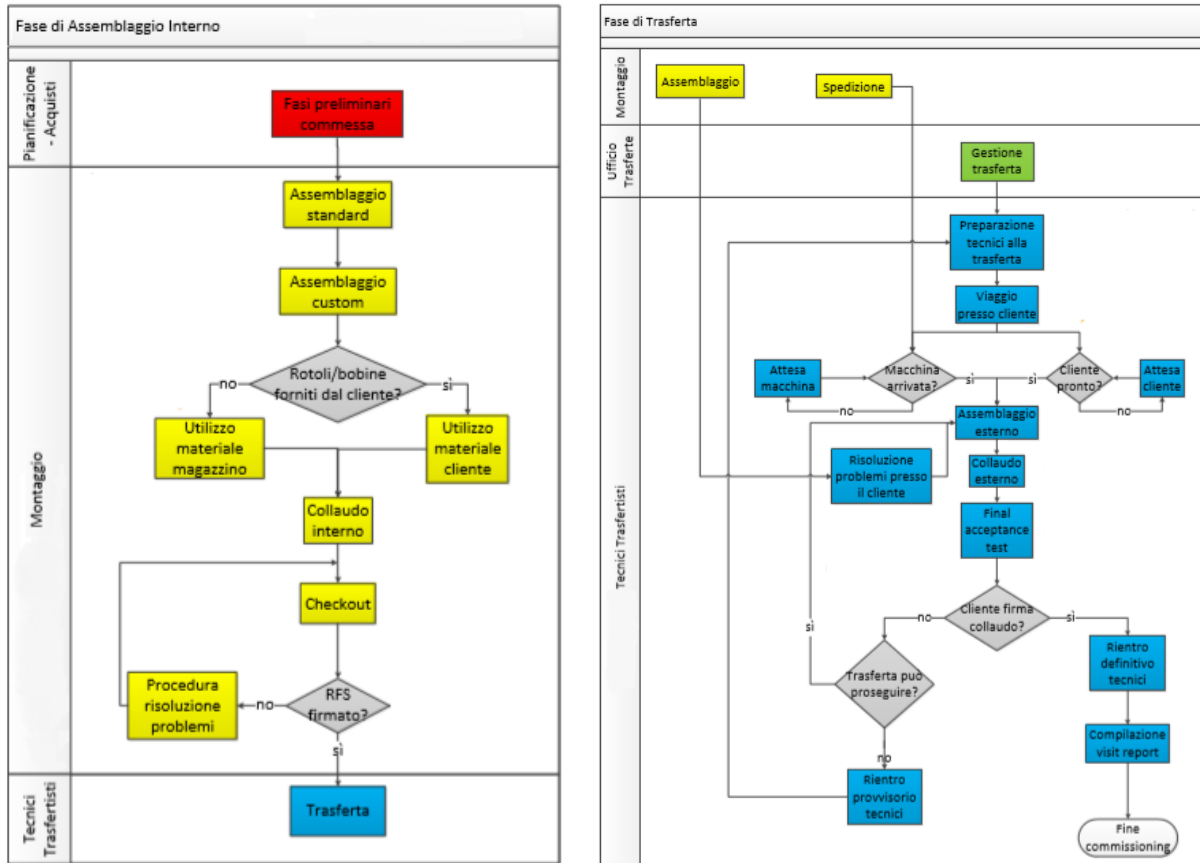 Fase di Assemblaggio Interno
Pianificazione
- Acquisti
Fasi preliminari
commessa
Montaggio
Assemblaggio
standard
Assemblaggio
custom
Rotoli/bobine
forniti dal cliente?
no
sì
Utilizzo
materiale
magazzino
Utilizzo
materiale
cliente
Collaudo
interno
Checkout
RFS
firmato?
no
Procedura
risoluzione
problemi
sì
Tecnici
Trasfertisti
Trasferta
Fase di Trasferta
Montaggio
Assemblaggio
Spedizione
Ufficio
Trasferte
Gestione
trasferta
Tecnici Trasfertisti
Preparazione
tecnici alla
trasferta
Viaggio
presso cliente
Attesa
macchina
Macchina
arrivata?
sì
no
sì
Cliente
pronto?
no
Attesa
cliente
Assemblaggio
esterno
Risoluzione
problemi presso
il cliente
Collaudo
esterno
Final
acceptance
test
Cliente firma
collaudo?
no
sì
sì
Trasferta può
proseguire?
no
Rientro
provvisorio
tecnici
Rientro
definitivo
tecnici
Compilazione
visit report
Fine
commissioning